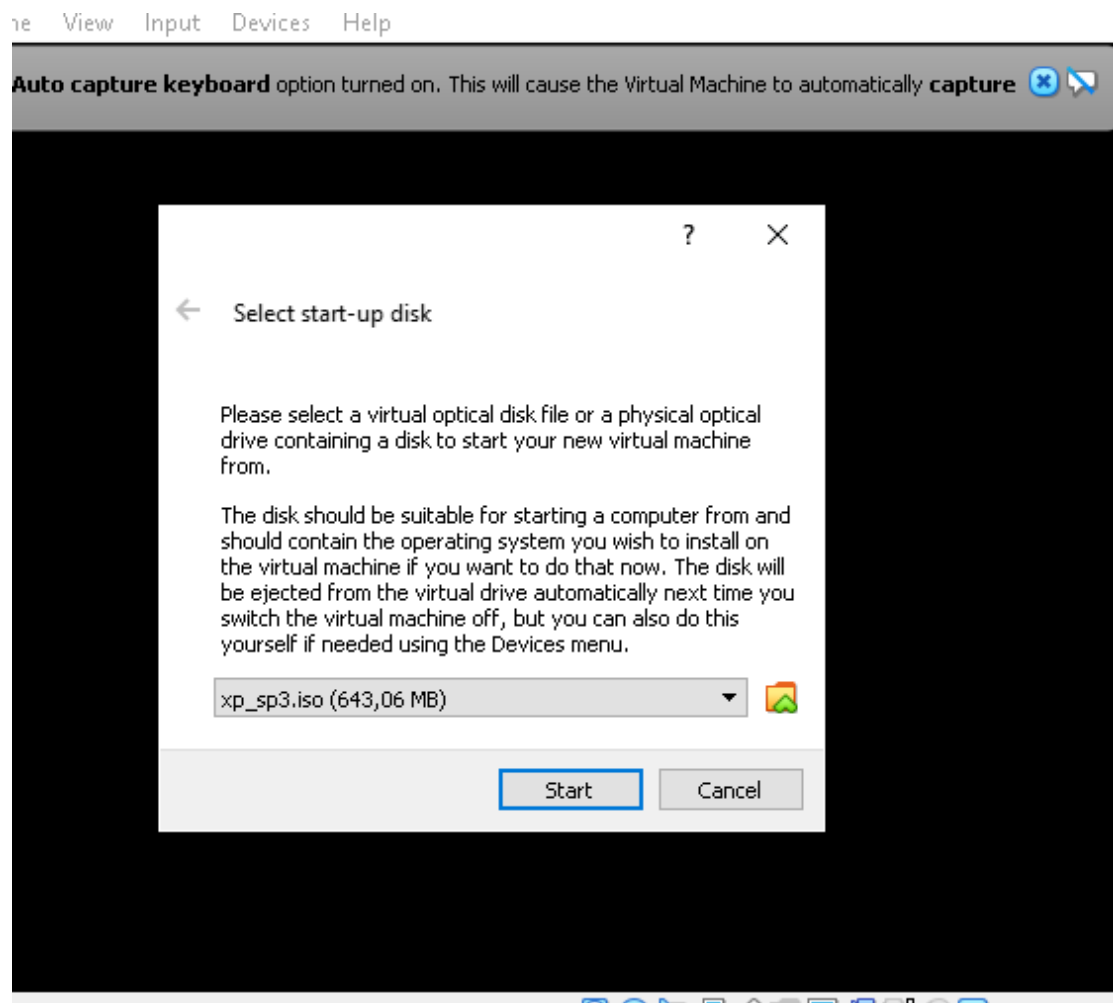 View Input Devices Help
Auto capture keyboard option turned on. This will cause the Virtual Machine to automatically capture
?
Select start-up disk
Please select a virtual optical disk file or a physical optical
drive containing a disk to start your new virtual machine
from.
The disk should be suitable for starting a computer from and
should contain the operating system you wish to install on
the virtual machine if you want to do that now. The disk will
be ejected from the virtual drive automatically next time you
switch the virtual machine off, but you can also do this
yourself if needed using the Devices menu.
xp_sp3.iso (643,06 MB)
Start Cancel